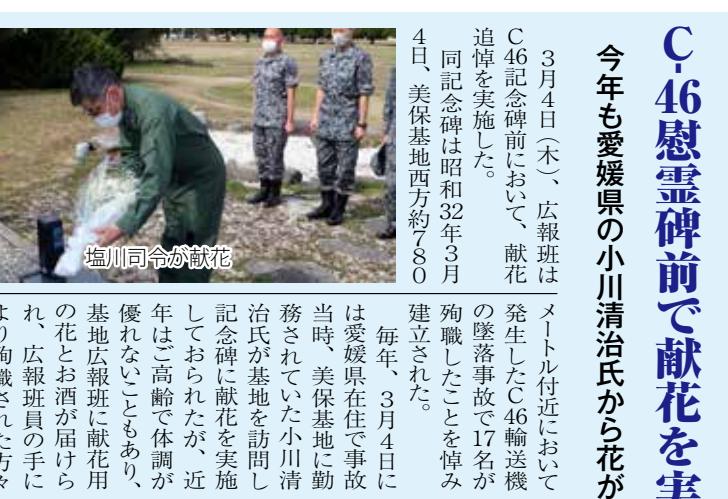 C-46慰霊碑前で献花を実
今年も愛媛県の小川清治氏から花が
３月４日（木）、広報班は
Ｃ46記念碑前において、献花
追悼を実施した。
同記念碑は昭和32年３月
４日、美保基地西方約７８０
メートル付近において
発生したＣ46輸送機
の墜落事故で17名が
殉職したことを悼み
建立された。
毎年、３月４日に
は愛媛県在住で事故
当時、美保基地に勤
務されていた小川清
治氏が基地を訪問し
記念碑に献花を実施
しておられたが、近
年はご高齢で体調が
優れないこともあり、
基地広報班に献花用
の花とお酒が届けら
れ、広報班員の手に
より殉職された方々
塩川司令が献花